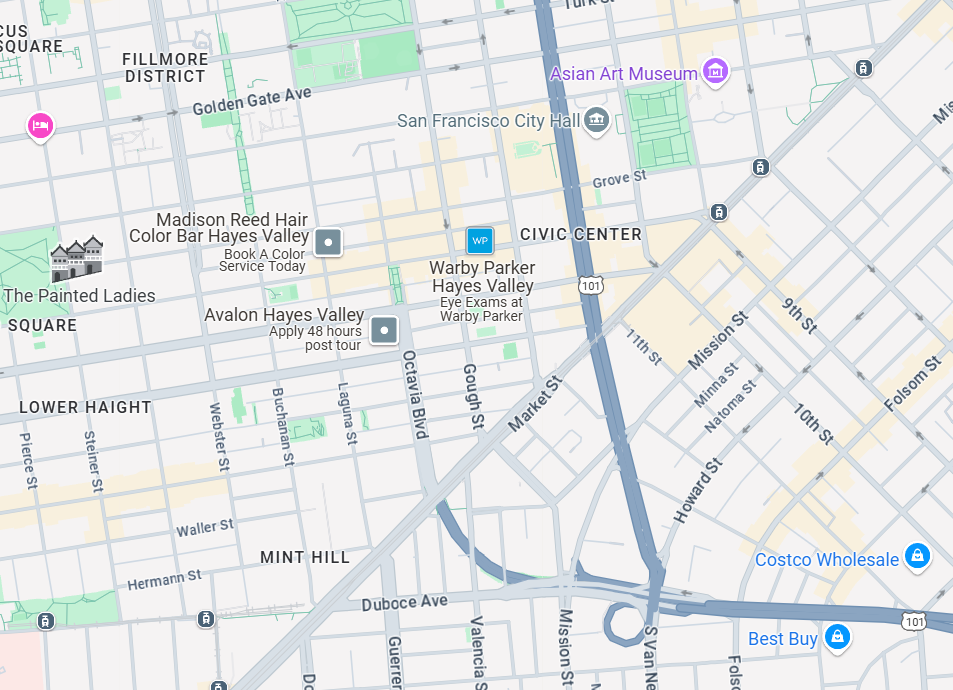 Turk St
CUS
SQUARE
FILLMORE
DISTRICT
Asian Art Museum
Golden Gate Ave
San Francisco City Hall
Mis
Grove St
Madison Reed Hair
Color Bar Hayes Valley
Book A Color
Service Today
WP
CIVIC CENTER
Warby Parker
Hayes Valley
Eye Exams at
Warby Parker
101
The Painted Ladies
SQUARE
Avalon Hayes Valley
Apply 48 hours
post tour
9th St
11th St
Mission St
Minna St
Natoma St
Folsom St
10th St
Octavia Blvd
Gough St
Market St
LOWER HAIGHT
Laguna St
Buchanan St
Webster St
Pierce St
Steiner St
Howard St
Waller St
MINT HILL
Costco Wholesale
Hermann St
Duboce Ave
101
Best Buy
Guerrer
Valencia S
Mission St
S Van Ne
Folso
Do
M